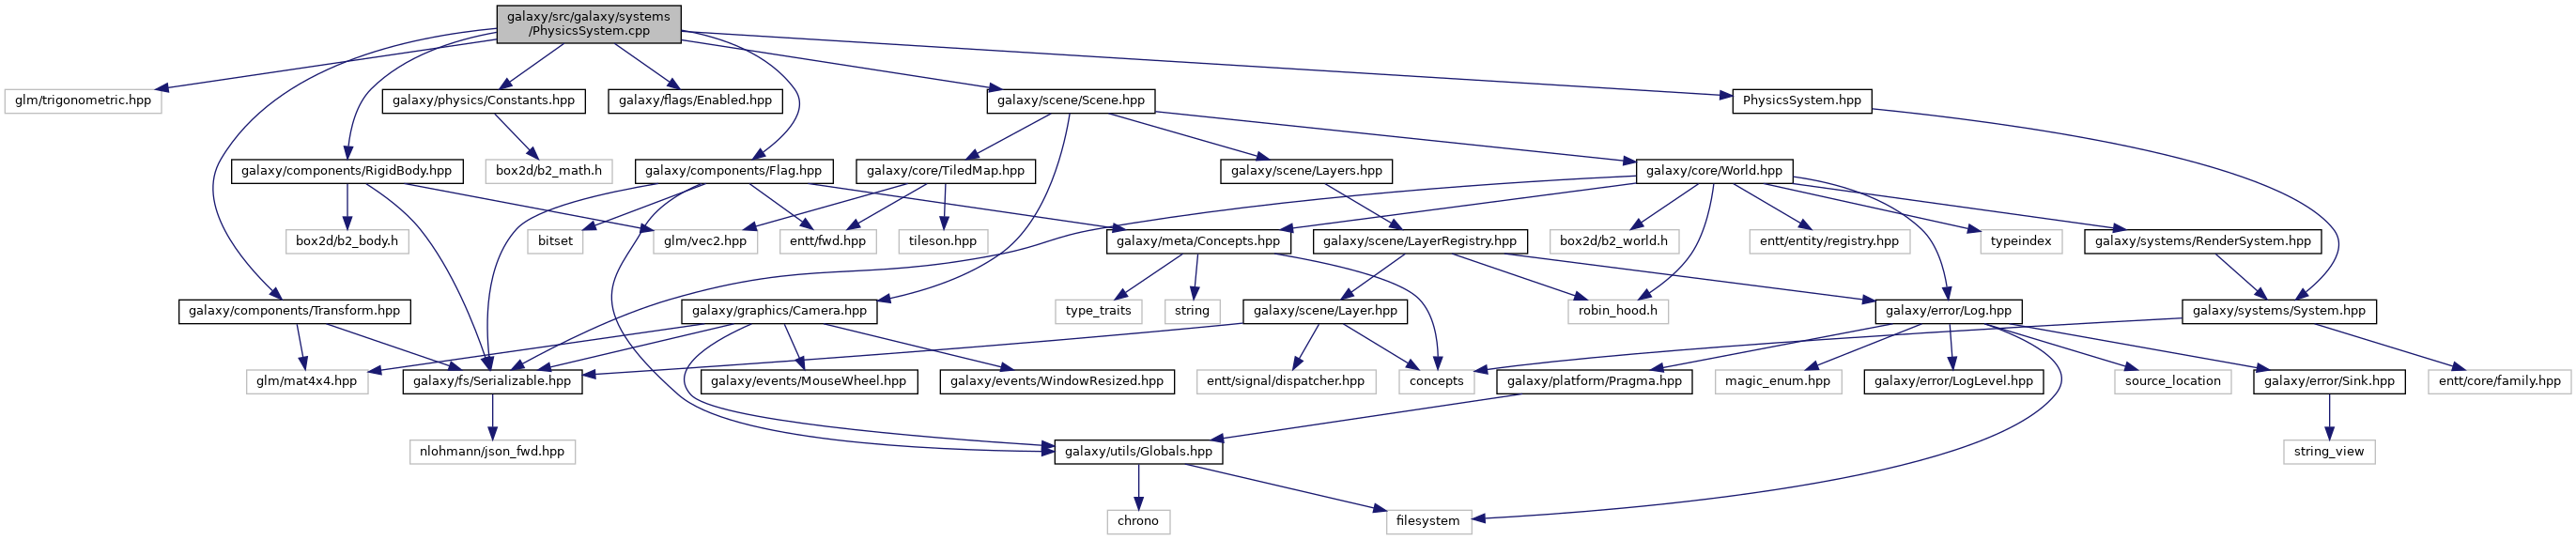 galaxy/src/galaxy/systems
/PhysicsSystem.cpp
glm/trigonometric.hpp
galaxy/physics/Constants.hpp
galaxy/flags/Enabled.hpp
galaxy/scene/Scene.hpp
PhysicsSystem.hpp
galaxy/components/RigidBody.hpp
box2d/b2_math.h
galaxy/components/Flag.hpp
galaxy/core/TiledMap.hpp
galaxy/scene/Layers.hpp
galaxy/core/World.hpp
box2d/b2_body.h
bitset
glm/vec2.hpp
entt/fwd.hpp
tileson.hpp
galaxy/meta/Concepts.hpp
galaxy/scene/LayerRegistry.hpp
box2d/b2_world.h
entt/entity/registry.hpp
typeindex
galaxy/systems/RenderSystem.hpp
galaxy/components/Transform.hpp
galaxy/graphics/Camera.hpp
type_traits
string
galaxy/scene/Layer.hpp
robin_hood.h
galaxy/error/Log.hpp
galaxy/systems/System.hpp
glm/mat4x4.hpp
galaxy/fs/Serializable.hpp
galaxy/events/MouseWheel.hpp
galaxy/events/WindowResized.hpp
entt/signal/dispatcher.hpp
concepts
galaxy/platform/Pragma.hpp
magic_enum.hpp
galaxy/error/LogLevel.hpp
source_location
galaxy/error/Sink.hpp
entt/core/family.hpp
nlohmann/json_fwd.hpp
galaxy/utils/Globals.hpp
string_view
chrono
filesystem